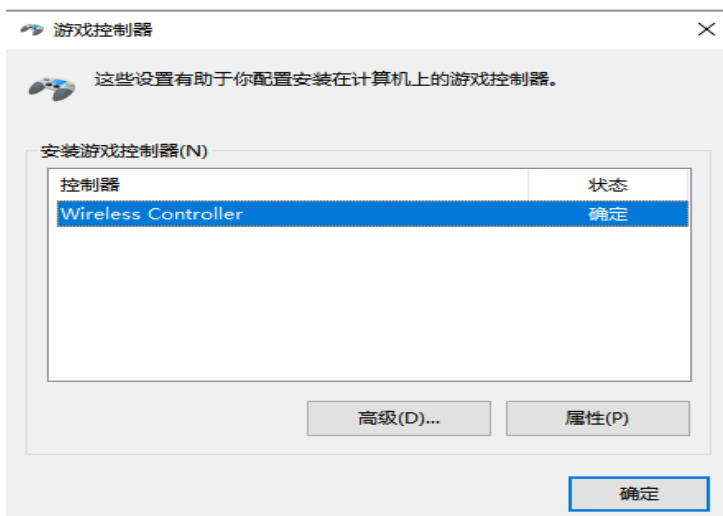 游戏控制器
这些设置有助于你配置安装在计算机上的游戏控制器。
安装游戏控制器(N)
控制器 状态
Wireless Controller 确定
高级(D)... 属性(P)
确定